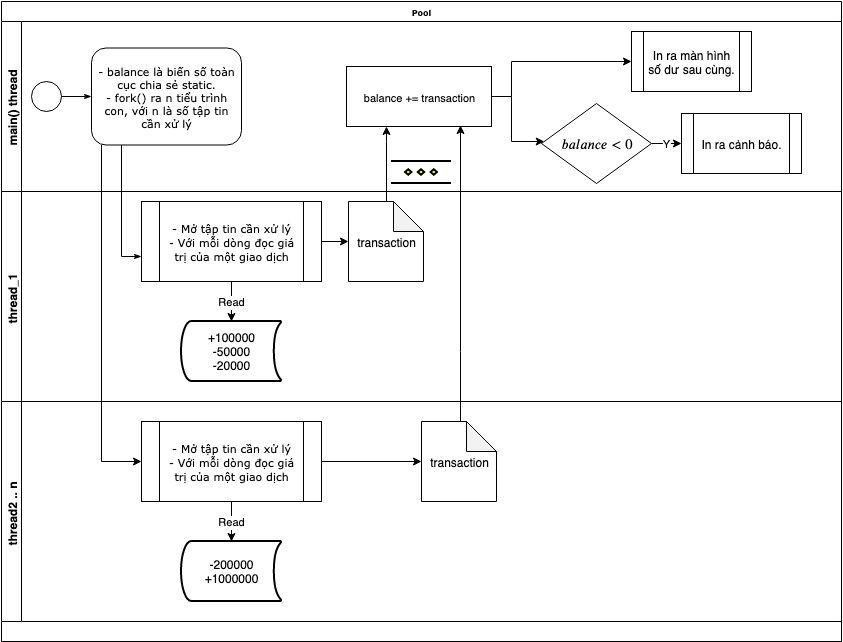 Pool
main() thread
- balance là biến số toàn
cục chia sẻ static.
- fork() ra n tiểu trình
con, với n là số tập tin
cần xử lý
balance += transaction
In ra màn hình
số dư sau cùng.
balance < 0
Y
In ra cảnh báo.
thread_1
- Mở tập tin cần xử lý
- Với mỗi dòng đọc giá
trị của một giao dịch
transaction
Read
+100000
-50000
-20000
thread2 .. n
- Mở tập tin cần xử lý
- Với mỗi dòng đọc giá
trị của một giao dịch
transaction
Read
-200000
+1000000